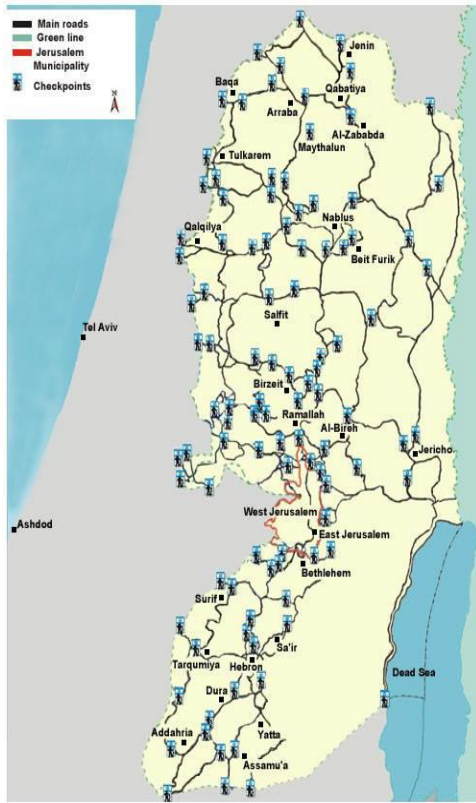 Main roads
Green line
Jerusalem
Municipality
Checkpoints
N
Jenin
Baqa
Qabatiya
Arraba
Al-Zababda
Maythalun
Tulkarem
Nablus
Qalqilya
Beit Furik
Salfit
Tel Aviv
Birzeit
Ramallah
Al-Bireh
Jericho
West Jerusalem
Ashdod
East Jerusalem
Bethlehem
Surif
Sa'ir
Tarqumiya
Hebron
Dead Sea
Dura
Addahria
Yatta
Assamu'a